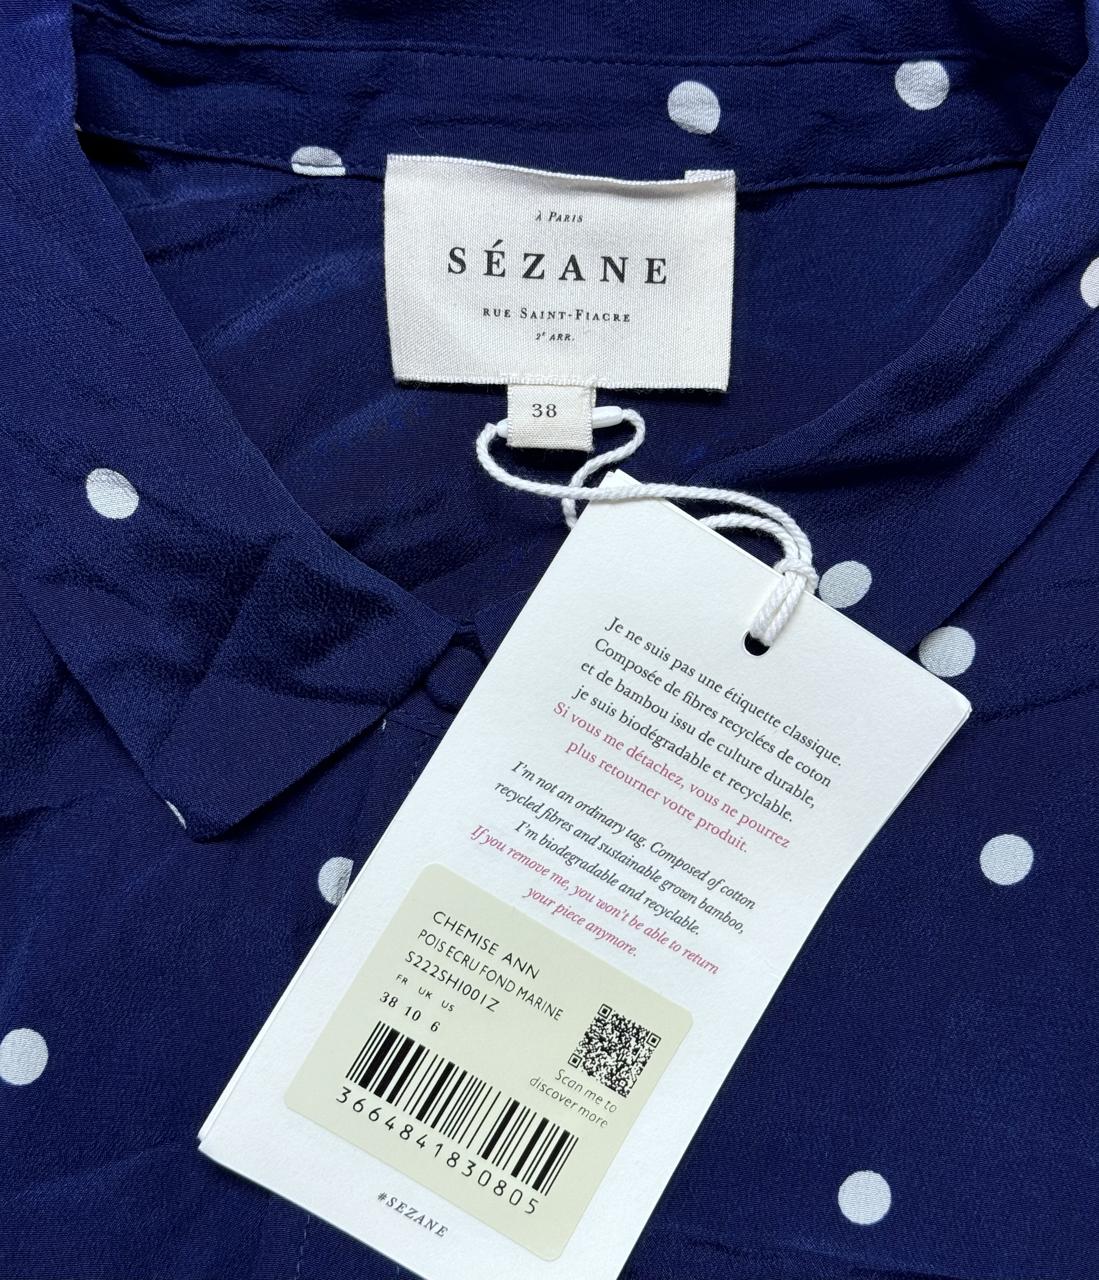 À PARIS
SÉZANE
RUE SAINT-FIACRE
2e ARR.
38
Je ne suis pas une étiquette classique.
Composée de fibres recyclées de coton
et de bambou issu de culture durable,
je suis biodégradable et recyclable.
Si vous me détachez, vous ne pourrez
plus retourner votre produit.
I'm not an ordinary tag. Composed of cotton
recycled fibres and sustainable grown bamboo,
I'm biodegradable and recyclable.
If you remove me, you won't be able to return
your piece anymore.
CHEMISE ANN
POIS ECRU FOND MARINE
S222SHI001Z
FR UK US
38 10 6
Scan me to
discover more
3664841830805
#SEZANE